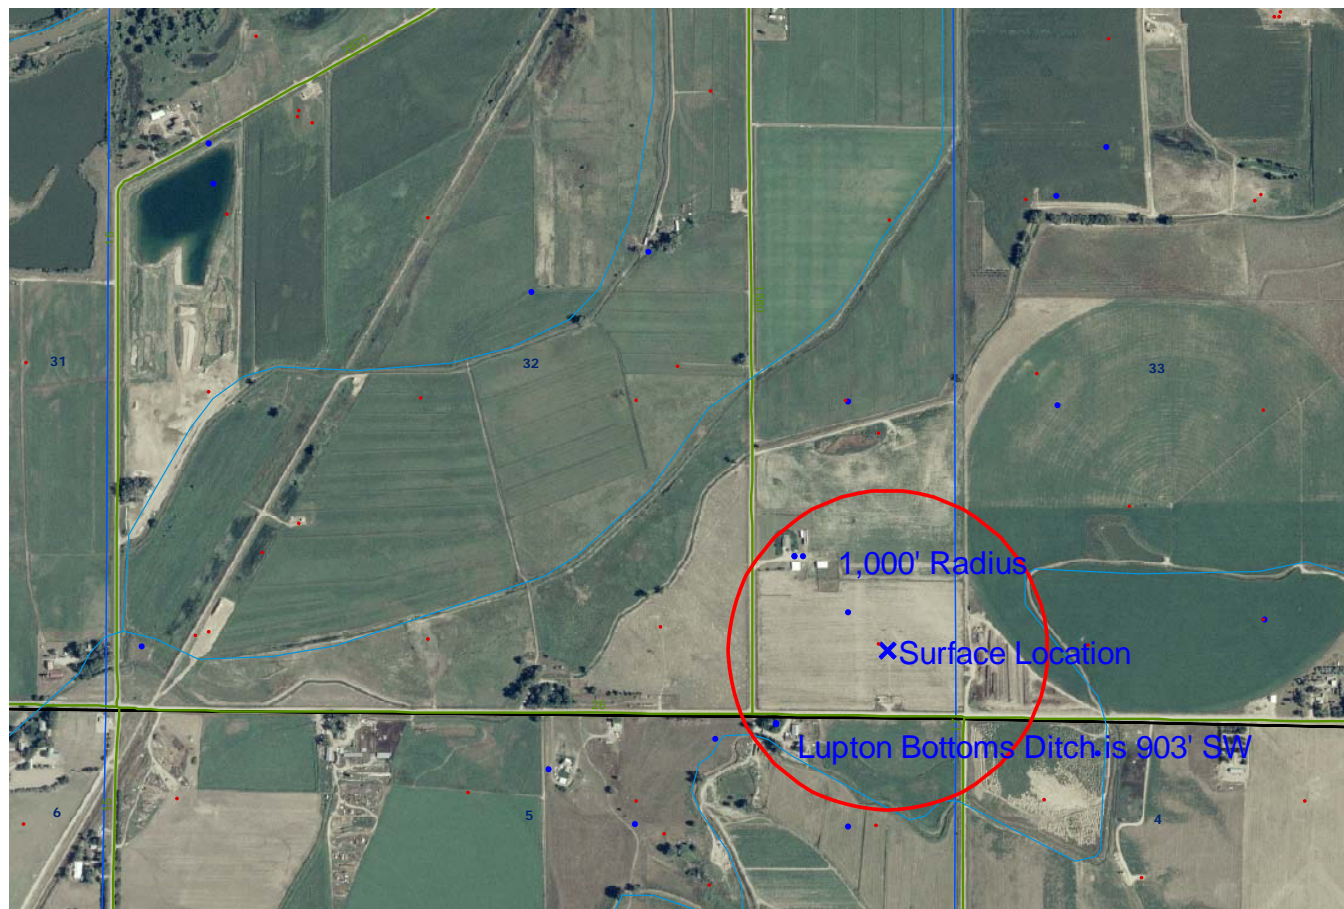 31
32
33
1,000' Radius
Surface Location
Lupton Bottoms Ditch is 903' SW
6
5
4